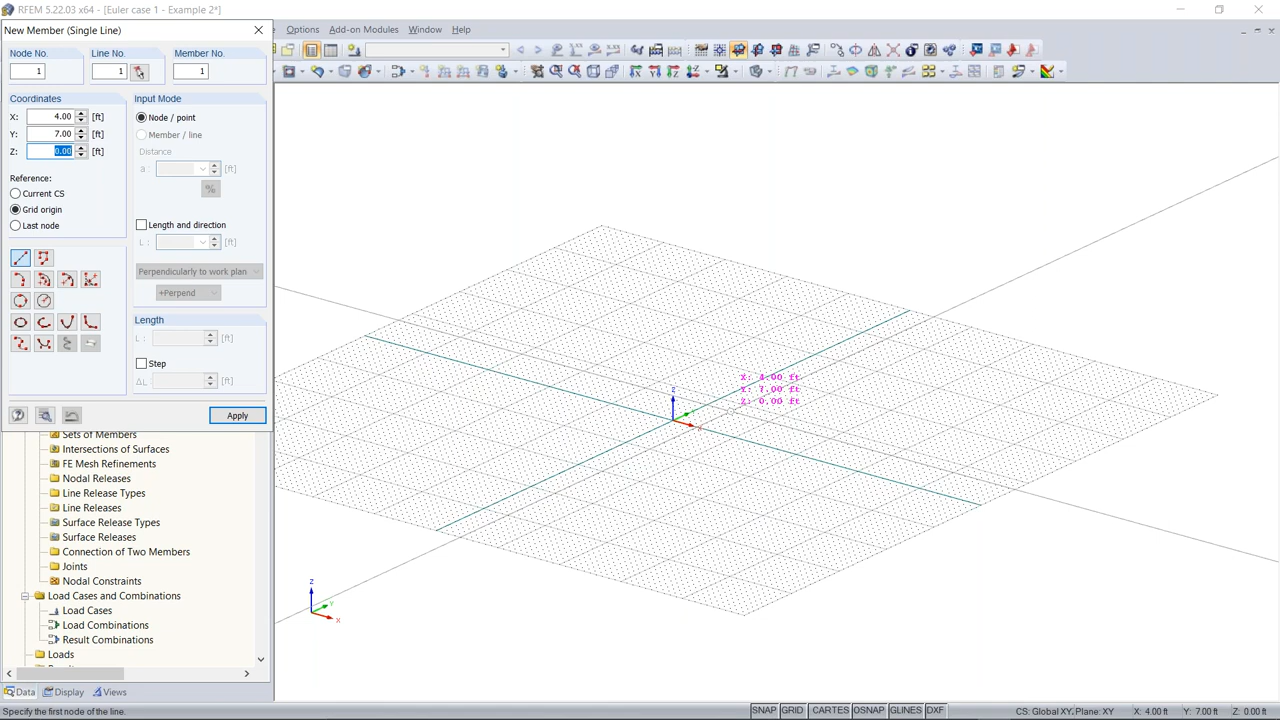 RFEM 5.22.03 x64 - [Euler case 1 - Example 2*]
New Member (Single Line)
Options Add-on Modules Window Help
Node No. Line No. Member No.
1 1 1
Coordinates Input Mode
X: 4.00 [ft] Node / point
Y: 7.00 [ft] Member / line
Z: 0.00 [ft] Distance
a: [ft]
Reference: %
Current CS
Grid origin
Last node Length and direction
L: [ft]
Perpendicularly to work plan
+Perpend
Length
L: [ft]
Step
ΔL [ft]
Apply
X: 4.00 ft
Y: 7.00 ft
Z: 0.00 ft
Z
X
Sets of Members
Intersections of Surfaces
FE Mesh Refinements
Nodal Releases
Line Release Types
Line Releases
Surface Release Types
Surface Releases
Connection of Two Members
Joints
Nodal Constraints
Load Cases and Combinations
Load Cases
Load Combinations
Result Combinations
Loads
Z
Y
X
Data Display Views
Specify the first node of the line. SNAP GRID CARTES OSNAP GLINES DXF CS: Global XY, Plane: XY X: 4.00 ft Y: 7.00 ft Z: 0.00 ft